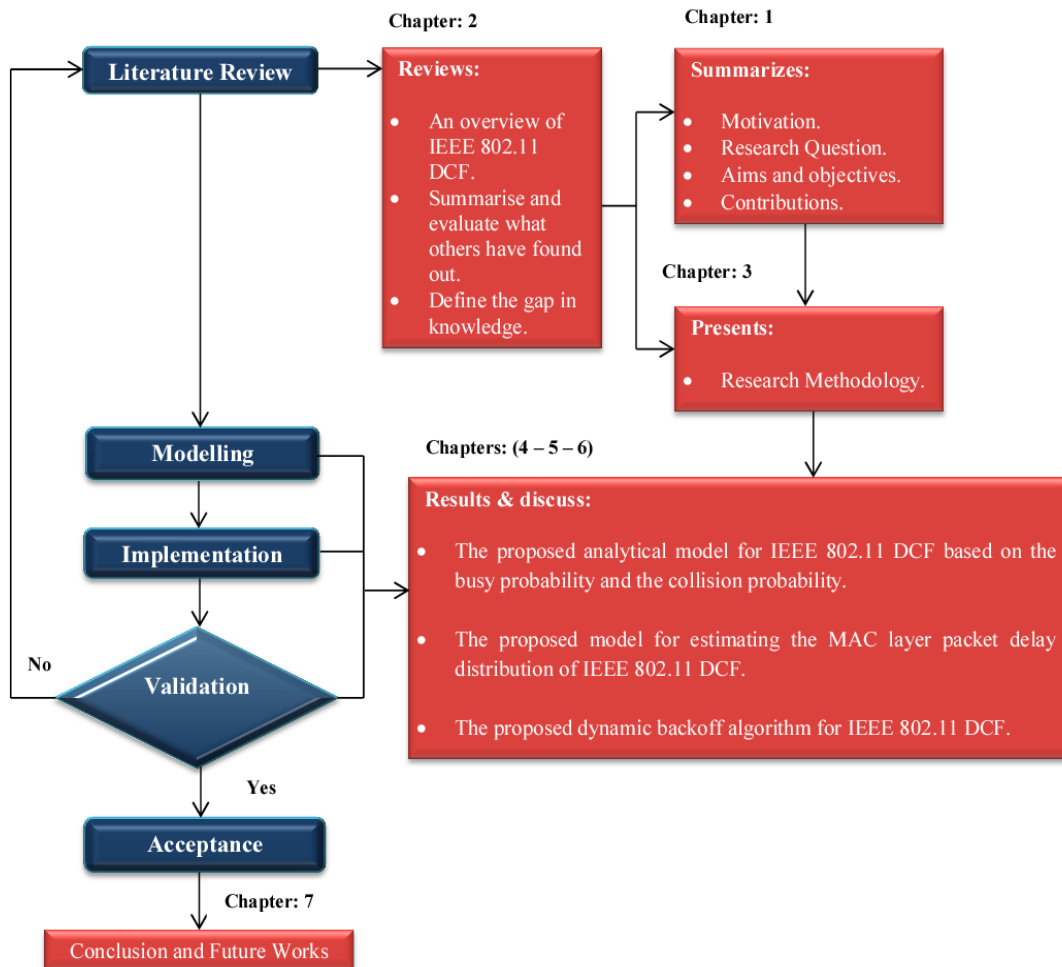 Chapter: 2
Chapter: 1
Literature Review
Reviews:
• An overview of
IEEE 802.11
DCF.
• Summarise and
evaluate what
others have found
out.
• Define the gap in
knowledge.
Summarizes:
• Motivation.
• Research Question.
• Aims and objectives.
• Contributions.
Chapter: 3
Presents:
• Research Methodology.
Modelling
Implementation
No
Validation
Yes
Acceptance
Chapters: (4 – 5 – 6)
Results & discuss:
• The proposed analytical model for IEEE 802.11 DCF based on the
busy probability and the collision probability.
• The proposed model for estimating the MAC layer packet delay
distribution of IEEE 802.11 DCF.
• The proposed dynamic backoff algorithm for IEEE 802.11 DCF.
Chapter: 7
Conclusion and Future Works